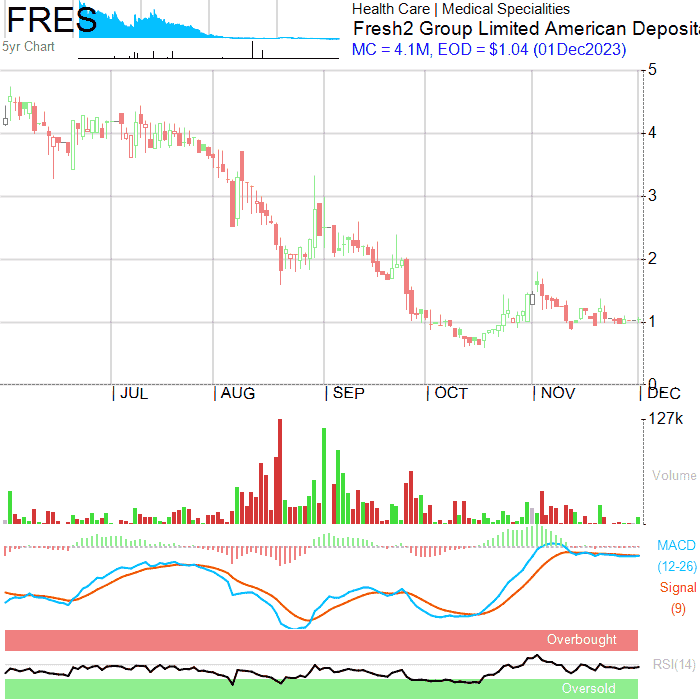 FRES
5yr Chart
Health Care | Medical Specialities
Fresh2 Group Limited American Deposit
MC = 4.1M, EOD = $1.04 (01Dec2023)
5
4
3
2
1
0
JUL AUG SEP OCT NOV DEC
127k
Volume
MACD
(12-26)
Signal
(9)
Overbought
RSI(14)
Oversold